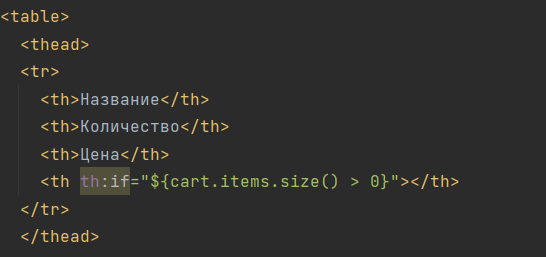 <table>
<thead>
<tr>
<th>Название</th>
<th>Количество</th>
<th>Цена</th>
<th th:if="${cart.items.size() > 0}"></th>
</tr>
</thead>